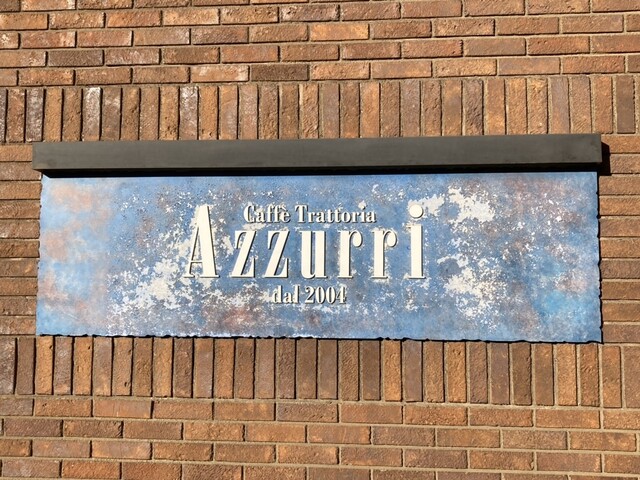 Caffè Trattoria
Azzurri
dal 2004